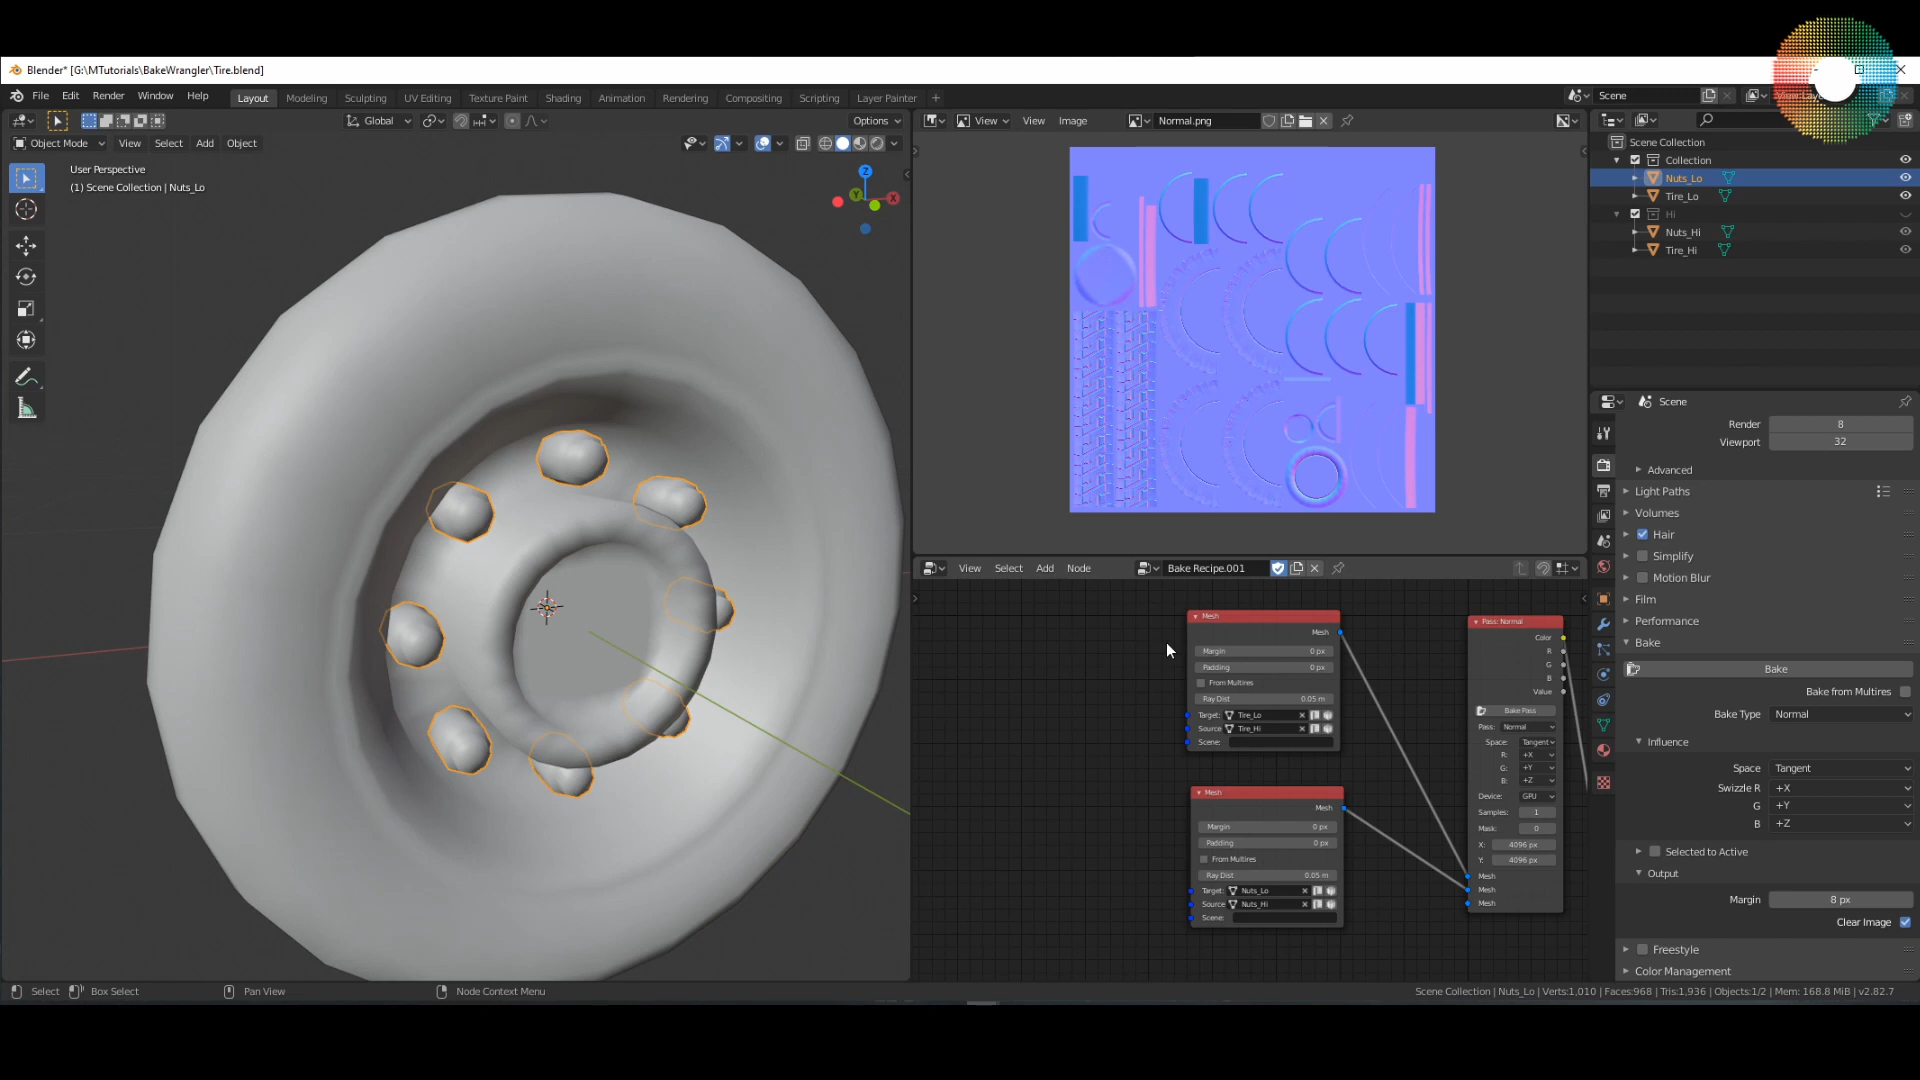 Blender* [G:\MTutorials\BakeWrangler\Tire.blend]
File Edit Render Window Help
Layout Modeling Sculpting UV Editing Texture Paint Shading Animation Rendering Compositing Scripting Layer Painter +
Scene
Global
Options
Object Mode View Select Add Object
User Perspective
(1) Scene Collection | Nuts_Lo
Z
Y
X
View View Image Normal.png
Scene Collection
Collection
Nuts_Lo
Tire_Lo
Hi
Nuts_Hi
Tire_Hi
View Select Add Node Bake Recipe.001
Mesh
Mesh
Margin 0 px
Padding 0 px
From Multires
Ray Dist 0.05 m
Target: Tire_Lo
Source Tire_Hi
Scene:
Mesh
Mesh
Margin 0 px
Padding 0 px
From Multires
Ray Dist 0.05 m
Target: Nuts_Lo
Source Nuts_Hi
Scene:
Pass: Normal
Color
R
G
B
Value
Bake Pass
Pass: Normal
Space: Tangent
R: +X
G: +Y
B: +Z
Device: GPU
Samples: 1
Mask: 0
X: 4096 px
Y: 4096 px
Mesh
Mesh
Mesh
Scene
Render 8
Viewport 32
Advanced
Light Paths
Volumes
Hair
Simplify
Motion Blur
Film
Performance
Bake
Bake
Bake from Multires
Bake Type Normal
Influence
Space Tangent
Swizzle R +X
G +Y
B +Z
Selected to Active
Output
Margin 8 px
Clear Image
Freestyle
Color Management
Select Box Select Pan View Node Context Menu
Scene Collection | Nuts_Lo | Verts:1,010 | Faces:968 | Tris:1,936 | Objects:1/2 | Mem: 168.8 MiB | v2.82.7